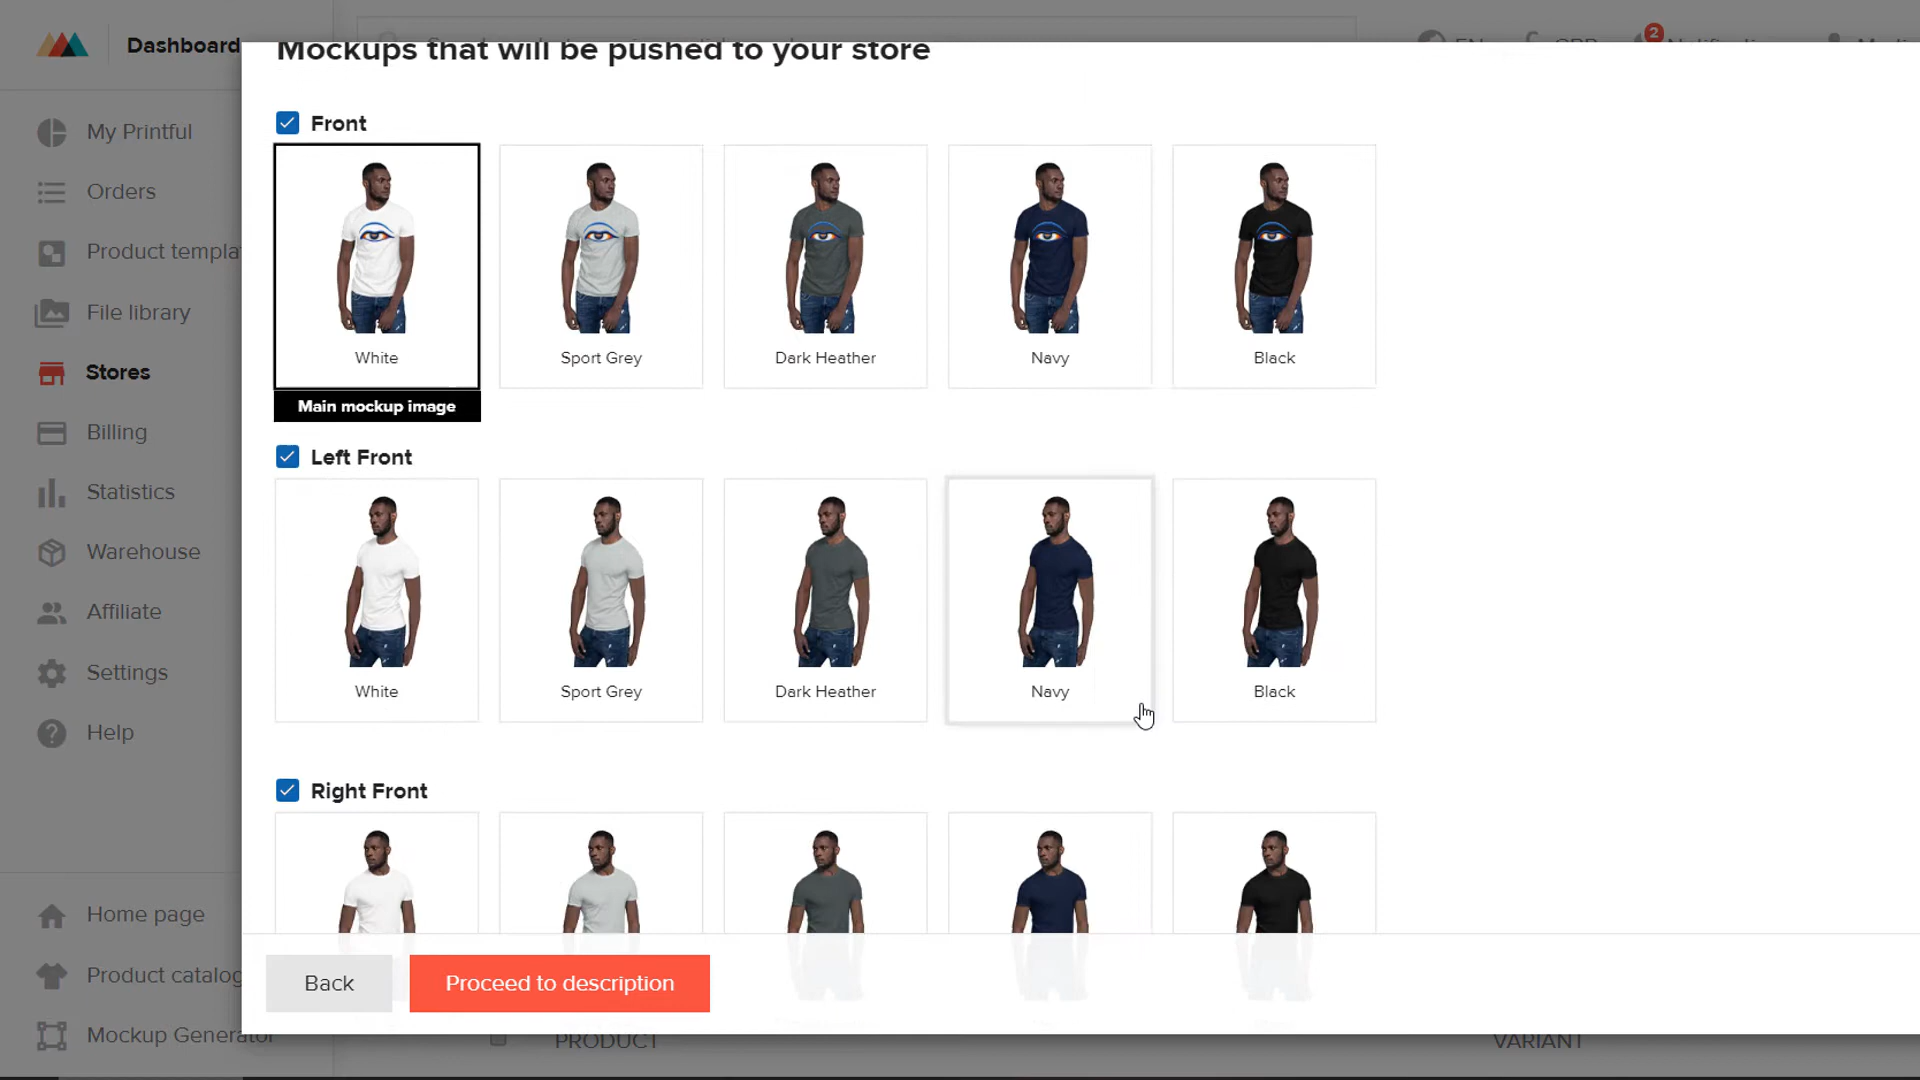 Dashboard
EN
GBP
2
Mockups that will be pushed to your store
My Printful
Orders
Product templa
File library
Stores
Billing
Statistics
Warehouse
Affiliate
Settings
Help
Home page
Product catalog
Mockup Generator
Front
White
Sport Grey
Dark Heather
Navy
Black
Main mockup image
Left Front
White
Sport Grey
Dark Heather
Navy
Black
Right Front
Back
Proceed to description
PRODUCT
VARIANT